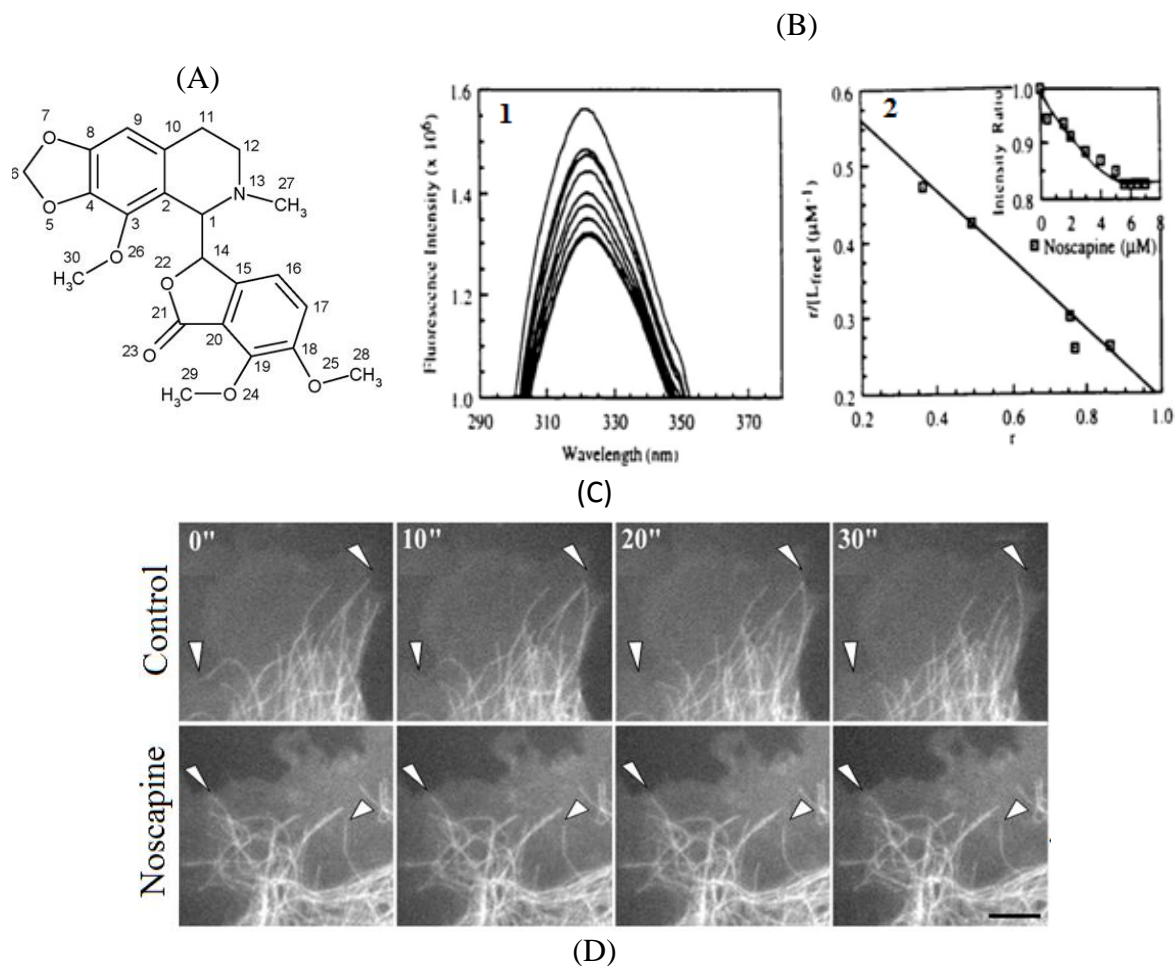 (B)
(A)
7
O
8
9
10
11
12
6
O
5
4
3
2
1
N
13
27
CH3
30
H3C
O
26
14
22
O
15
16
17
21
20
18
23
O
19
29
H3C
O
24
25
O
28
CH3
1
Fluorescence Intensity (x 10⁶)
1.6
1.4
1.2
1.0
290 310 330 350 370
Wavelength (nm)
2
r/[Lfree] (μM⁻¹)
0.6
0.5
0.4
0.3
0.2
0.2 0.4 0.6 0.8 1.0
r
Intensity Ratio
1.0
0.9
0.8
0 2 4 6 8
Noscapine (μM)
(C)
Control
0" 10" 20" 30"
Noscapine
(D)